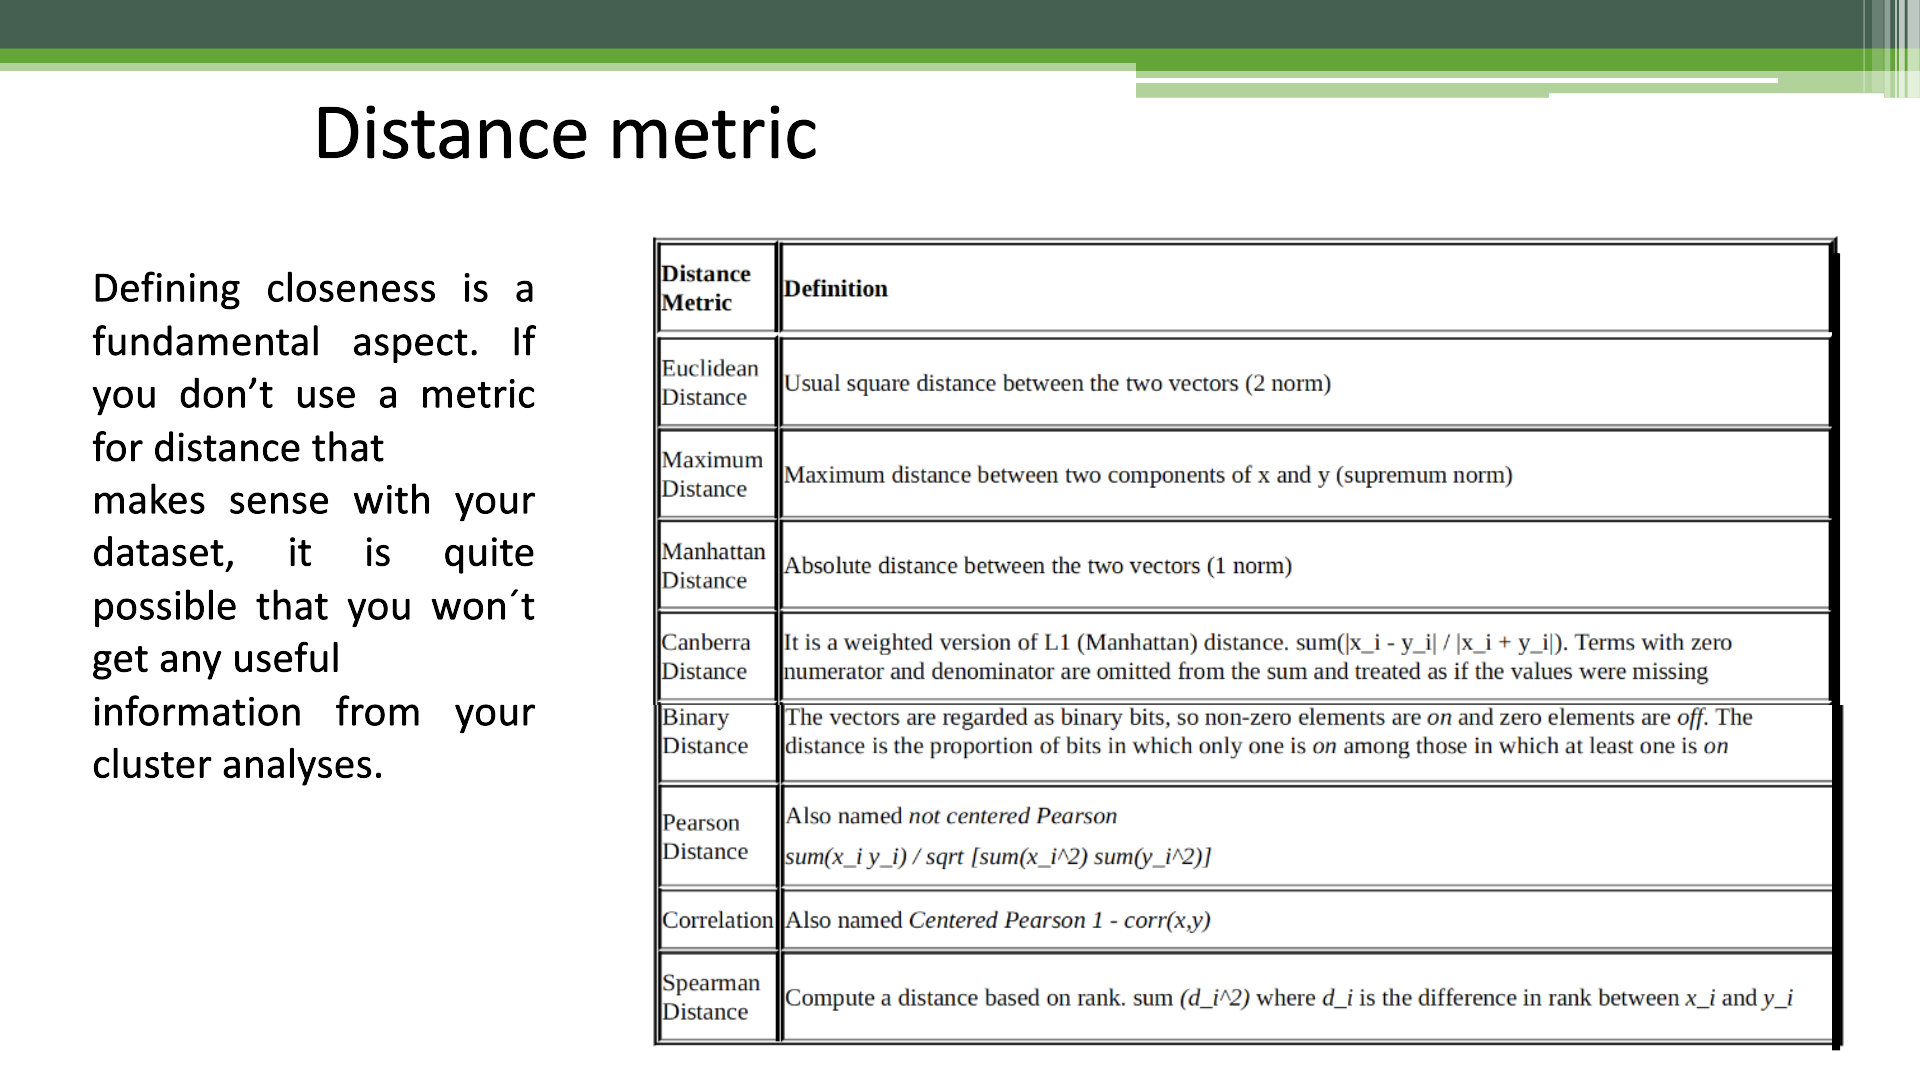 Distance metric
Defining closeness is a
fundamental aspect. If
you don’t use a metric
for distance that
makes sense with your
dataset, it is quite
possible that you won´t
get any useful
information from your
cluster analyses.
Distance
Metric
Definition
Euclidean
Distance
Usual square distance between the two vectors (2 norm)
Maximum
Distance
Maximum distance between two components of x and y (supremum norm)
Manhattan
Distance
Absolute distance between the two vectors (1 norm)
Canberra
Distance
It is a weighted version of L1 (Manhattan) distance. sum(|x_i - y_i| / |x_i + y_i|). Terms with zero
numerator and denominator are omitted from the sum and treated as if the values were missing
Binary
Distance
The vectors are regarded as binary bits, so non-zero elements are on and zero elements are off. The
distance is the proportion of bits in which only one is on among those in which at least one is on
Pearson
Distance
Also named not centered Pearson
sum(x_i y_i) / sqrt [sum(x_i^2) sum(y_i^2)]
Correlation
Also named Centered Pearson 1 - corr(x,y)
Spearman
Distance
Compute a distance based on rank. sum (d_i^2) where d_i is the difference in rank between x_i and y_i